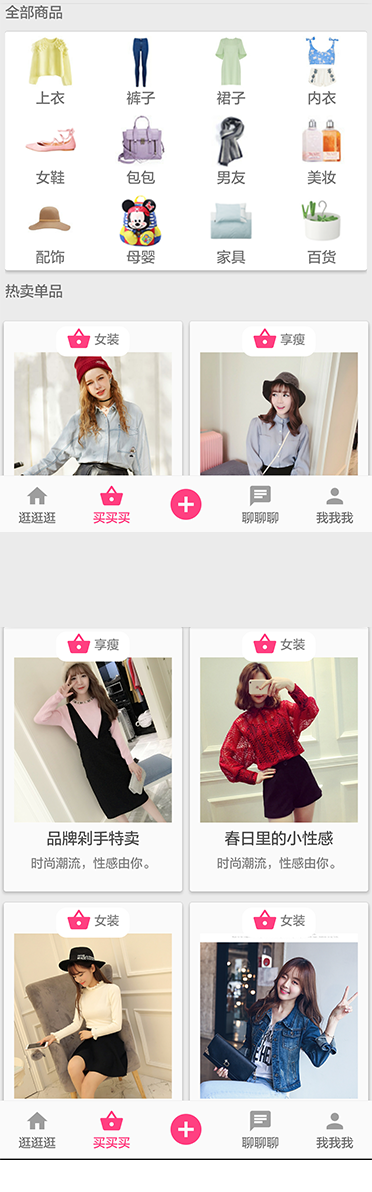 全部商品
上衣 裤子 裙子 内衣
女鞋 包包 男友 美妆
配饰 母婴 家具 百货
热卖单品
女装 享瘦
逛逛逛 买买买 聊聊聊 我我我
享瘦 女装
品牌剁手特卖 春日里的小性感
时尚潮流，性感由你。 时尚潮流，性感由你。
女装 女装
逛逛逛 买买买 聊聊聊 我我我